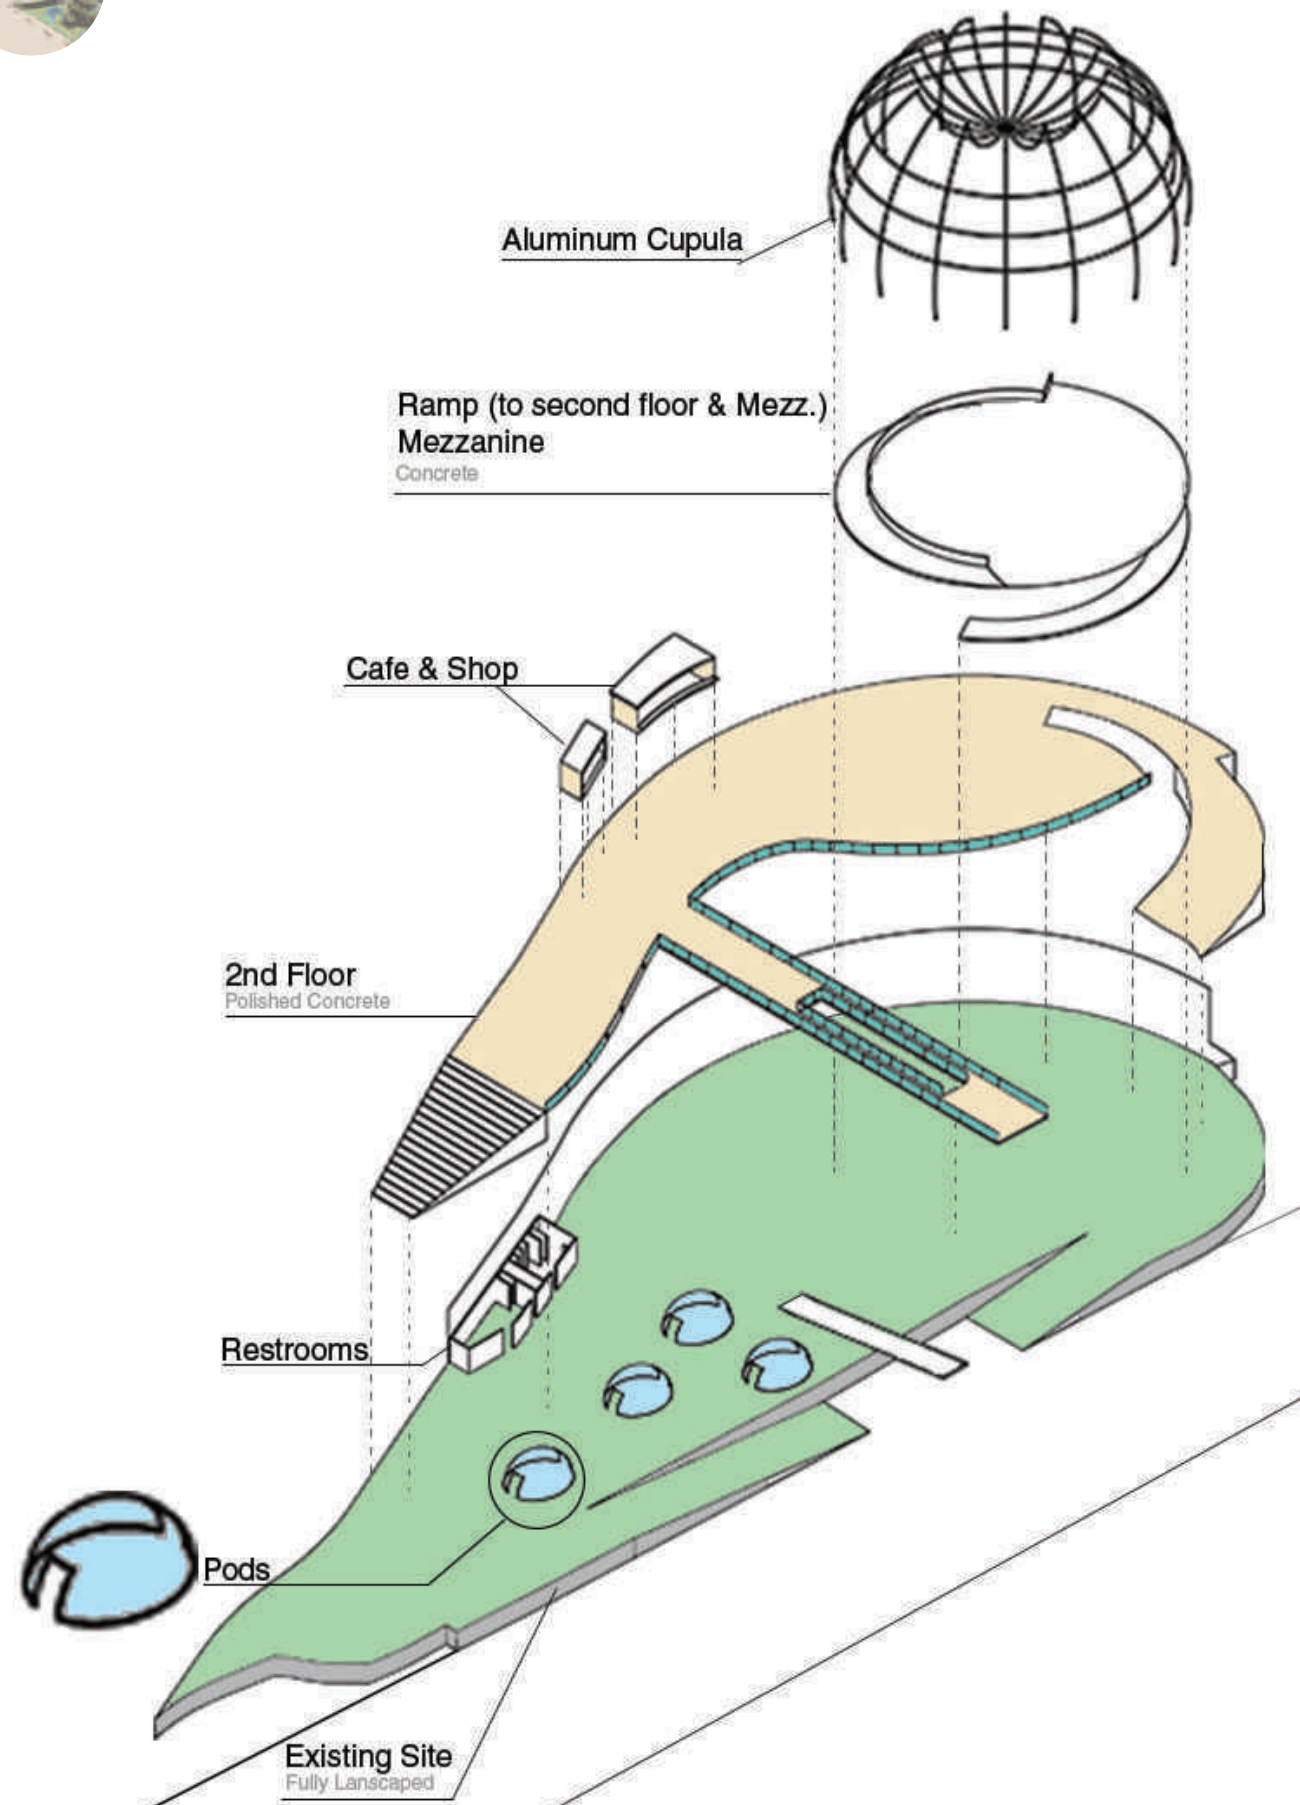 Aluminum Cupula
Ramp (to second floor & Mezz.)
Mezzanine
Concrete
Cafe & Shop
2nd Floor
Polished Concrete
Restrooms
Pods
Existing Site
Fully Lanscaped